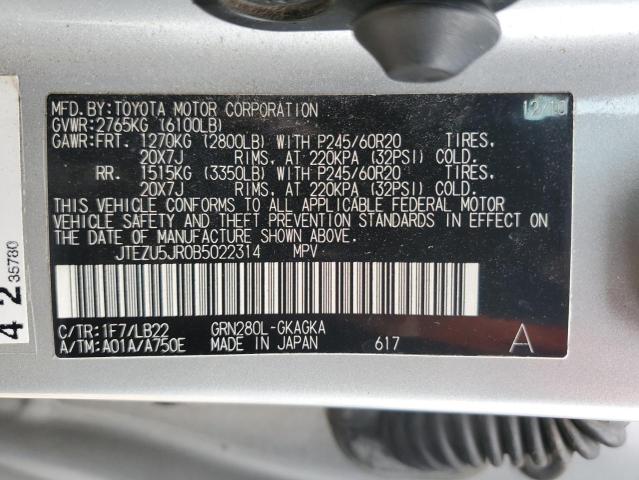 MFD.BY:TOYOTA MOTOR CORPORATION 12/10
GVWR:2765KG (6100LB)
GAWR:FRT. 1270KG (2800LB) WITH P245/60R20 TIRES,
20X7J RIMS, AT 220KPA (32PSI) COLD.
RR. 1515KG (3350LB) WITH P245/60R20 TIRES,
20X7J RIMS, AT 220KPA (32PSI) COLD.
THIS VEHICLE CONFORMS TO ALL APPLICABLE FEDERAL MOTOR
VEHICLE SAFETY AND THEFT PREVENTION STANDARDS IN EFFECT ON
THE DATE OF MANUFACTURE SHOWN ABOVE.
JTEZU5JR0B5022314 MPV
C/TR:1F7/LB22 GRN280L-GKAGKA
A/TM:A01A/A750E MADE IN JAPAN 617 A
4 2 35780